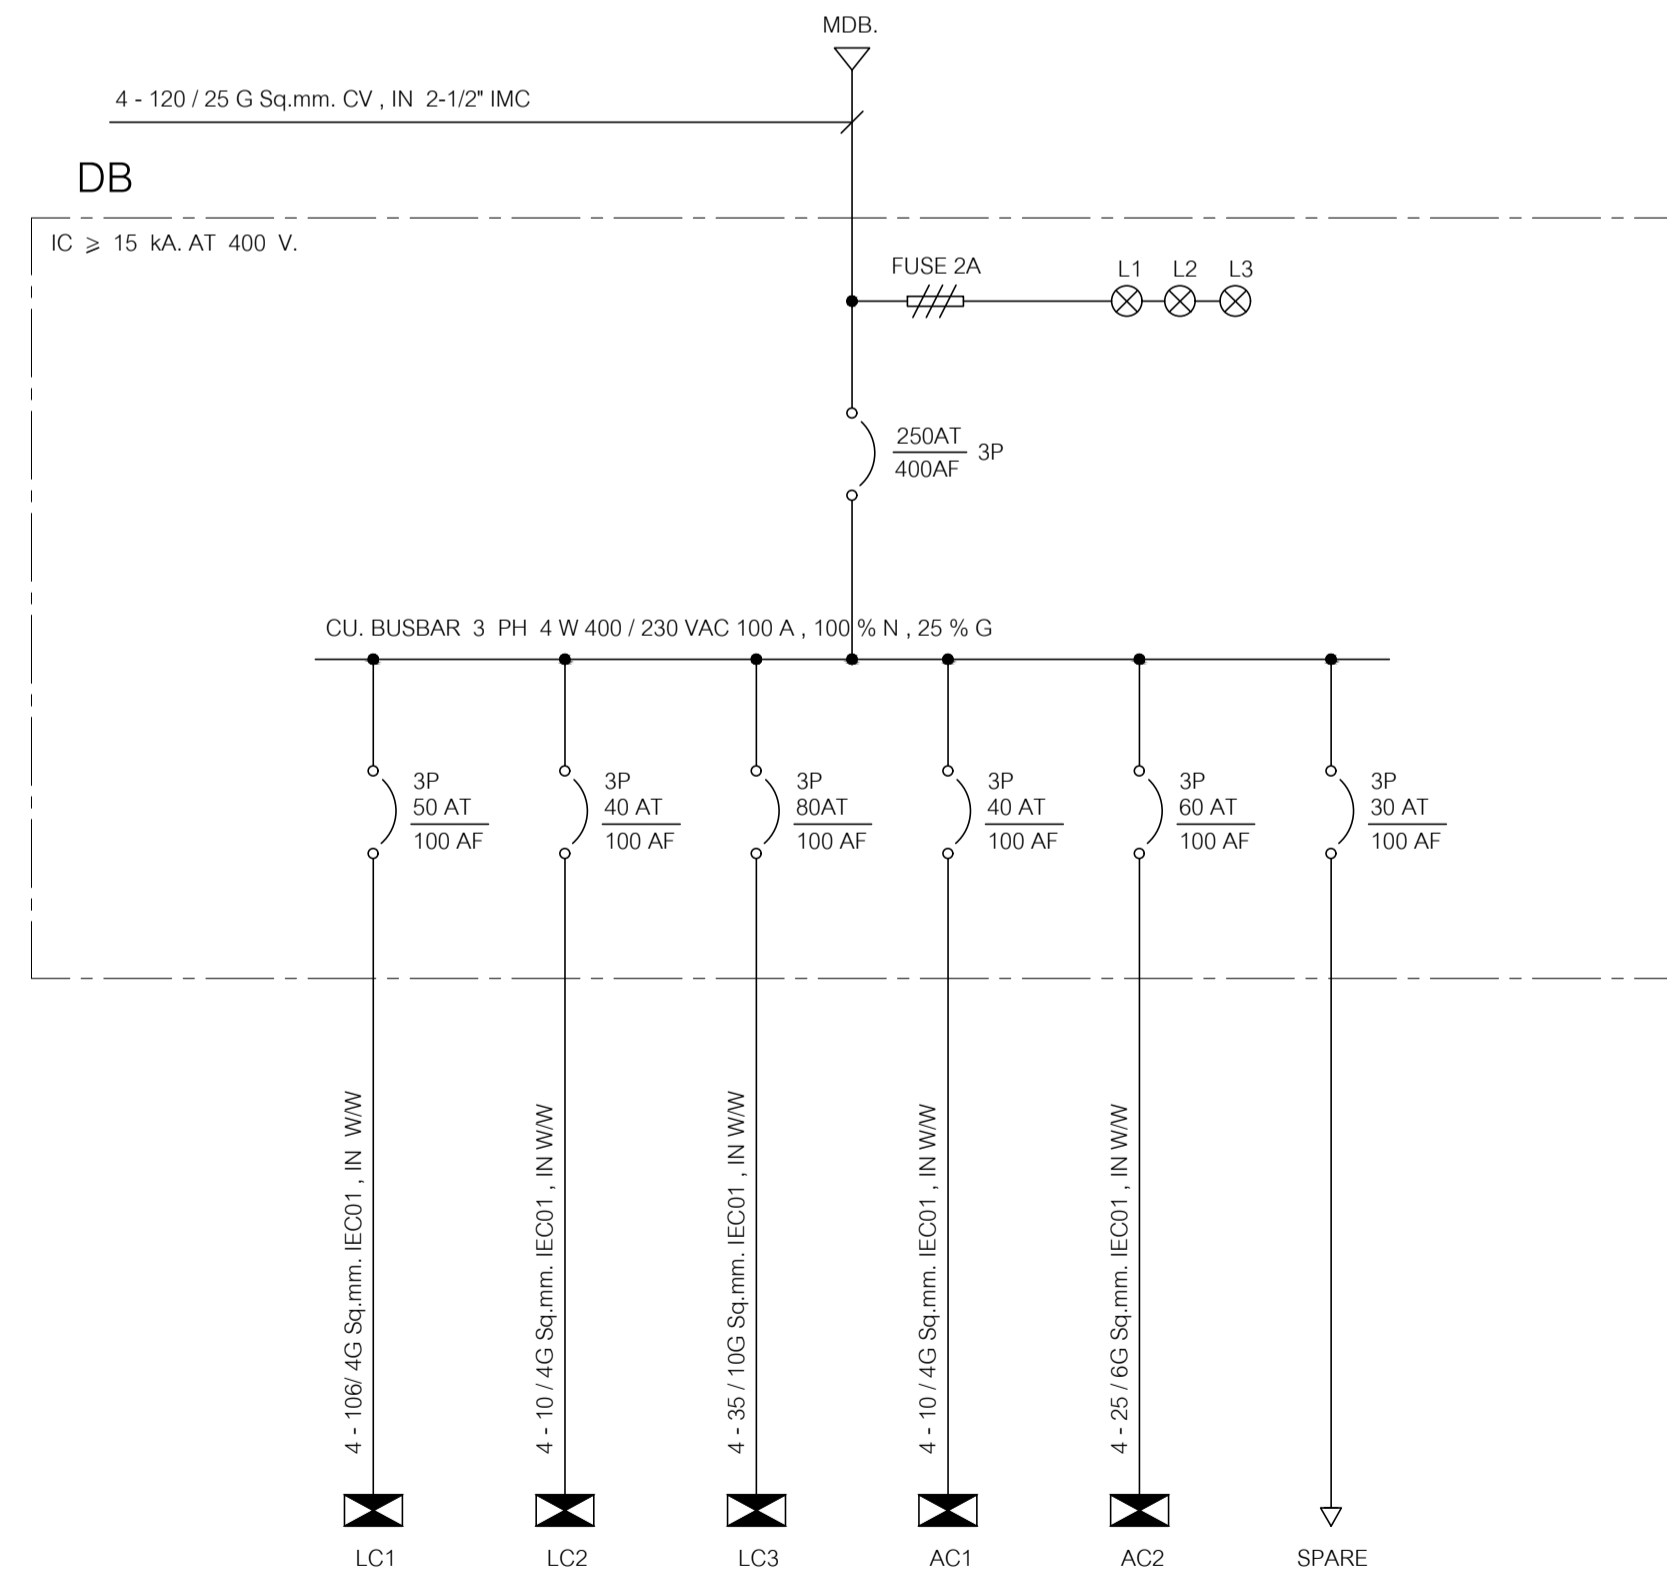 MDB.
4 - 120 / 25 G Sq.mm. CV , IN 2-1/2" IMC
DB
IC ⩾ 15 kA. AT 400 V.
FUSE 2A
L1 L2 L3
250AT
400AF
3P
CU. BUSBAR 3 PH 4 W 400 / 230 VAC 100 A , 100 % N , 25 % G
3P
50 AT
100 AF
3P
40 AT
100 AF
3P
80AT
100 AF
3P
40 AT
100 AF
3P
60 AT
100 AF
3P
30 AT
100 AF
4 - 106/ 4G Sq.mm. IEC01 , IN W/W
4 - 10 / 4G Sq.mm. IEC01 , IN W/W
4 - 35 / 10G Sq.mm. IEC01 , IN W/W
4 - 10 / 4G Sq.mm. IEC01 , IN W/W
4 - 25 / 6G Sq.mm. IEC01 , IN W/W
LC1
LC2
LC3
AC1
AC2
SPARE